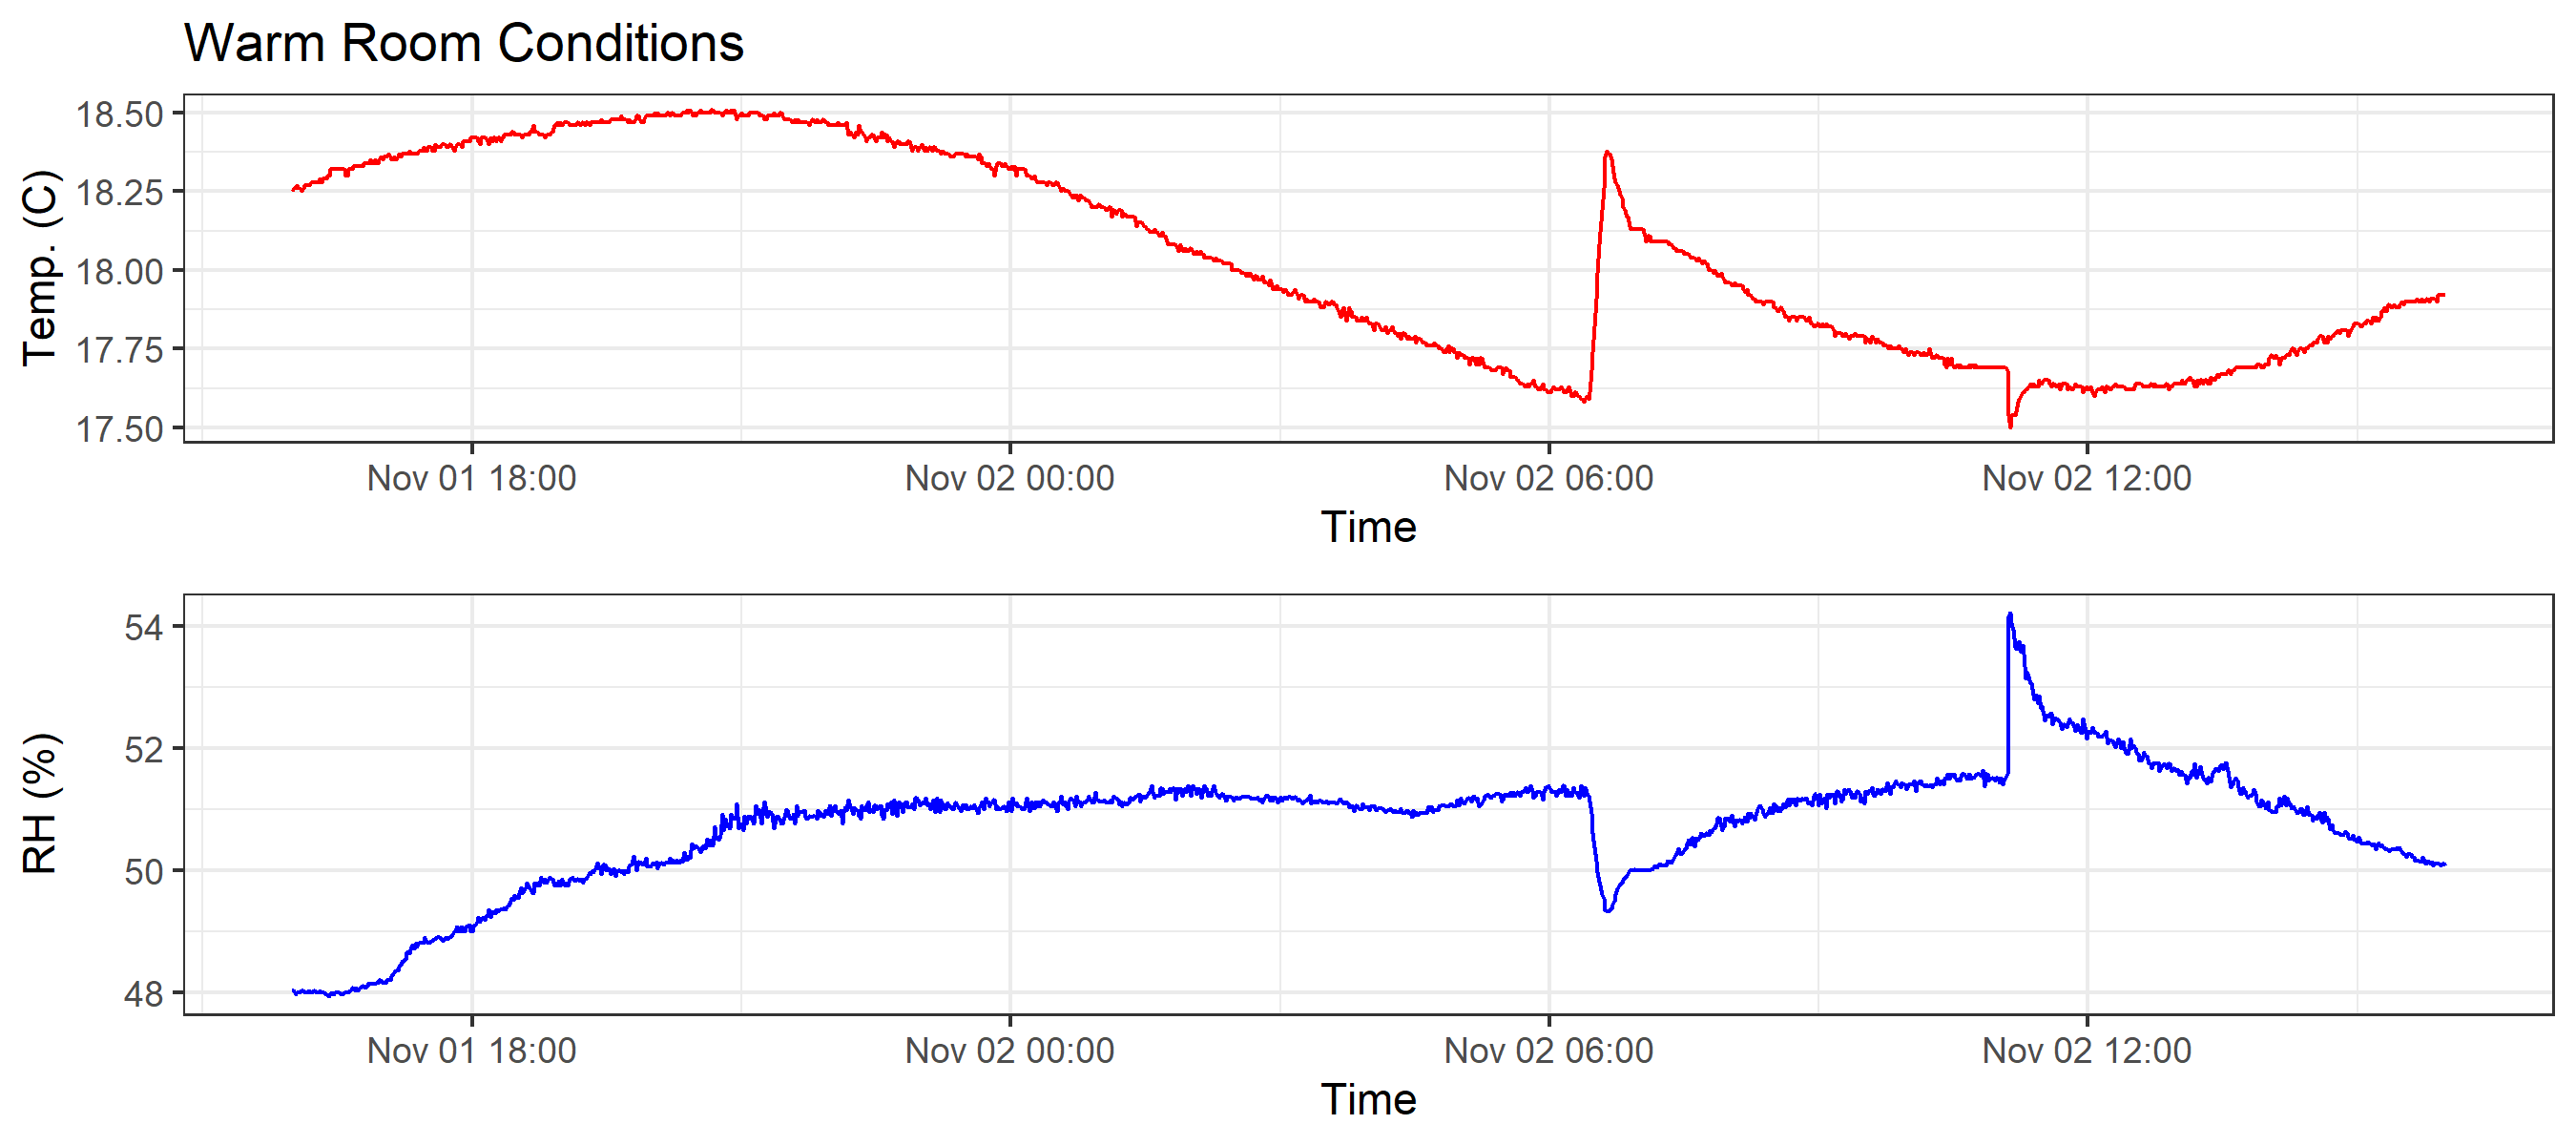 Warm Room Conditions
18.50
18.25
18.00
17.75
17.50
Temp. (C)
Nov 01 18:00 Nov 02 00:00 Nov 02 06:00 Nov 02 12:00
Time
54
52
50
48
RH (%)
Nov 01 18:00 Nov 02 00:00 Nov 02 06:00 Nov 02 12:00
Time